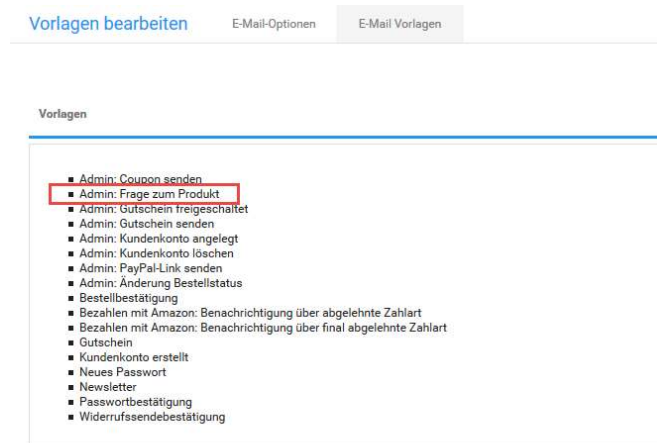 Vorlagen bearbeiten E-Mail-Optionen E-Mail Vorlagen
Vorlagen
Admin: Coupon senden
Admin: Frage zum Produkt
Admin: Gutschein freigeschaltet
Admin: Gutschein senden
Admin: Kundenkonto angelegt
Admin: Kundenkonto löschen
Admin: PayPal-Link senden
Admin: Änderung Bestellstatus
Bestellbestätigung
Bezahlen mit Amazon: Benachrichtigung über abgelehnte Zahlart
Bezahlen mit Amazon: Benachrichtigung über final abgelehnte Zahlart
Gutschein
Kundenkonto erstellt
Neues Passwort
Newsletter
Passwortbestätigung
Widerrufssendebestätigung